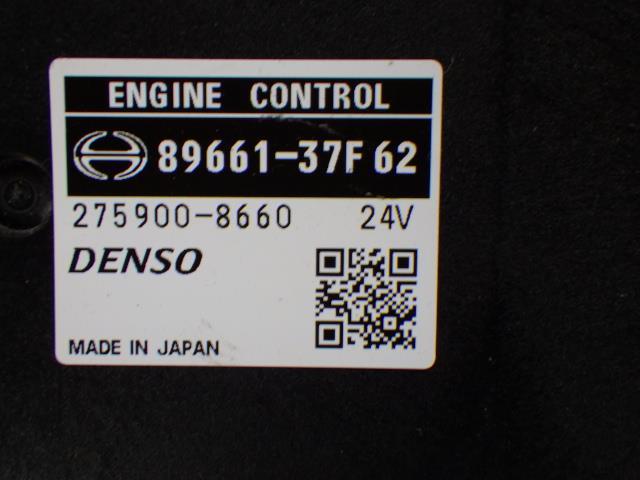 ENGINE CONTROL
89661-37F62
275900-8660 24V
DENSO
MADE IN JAPAN